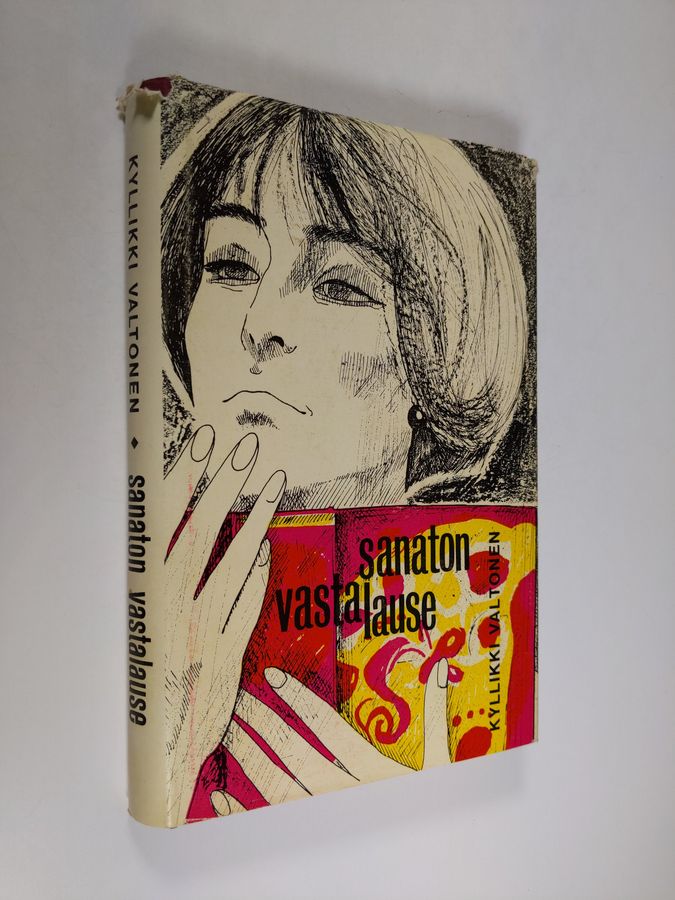 KYLLIKKI VALTONEN ♦ sanaton vastalause
sanaton
vastalause
KYLLIKKI VALTONEN